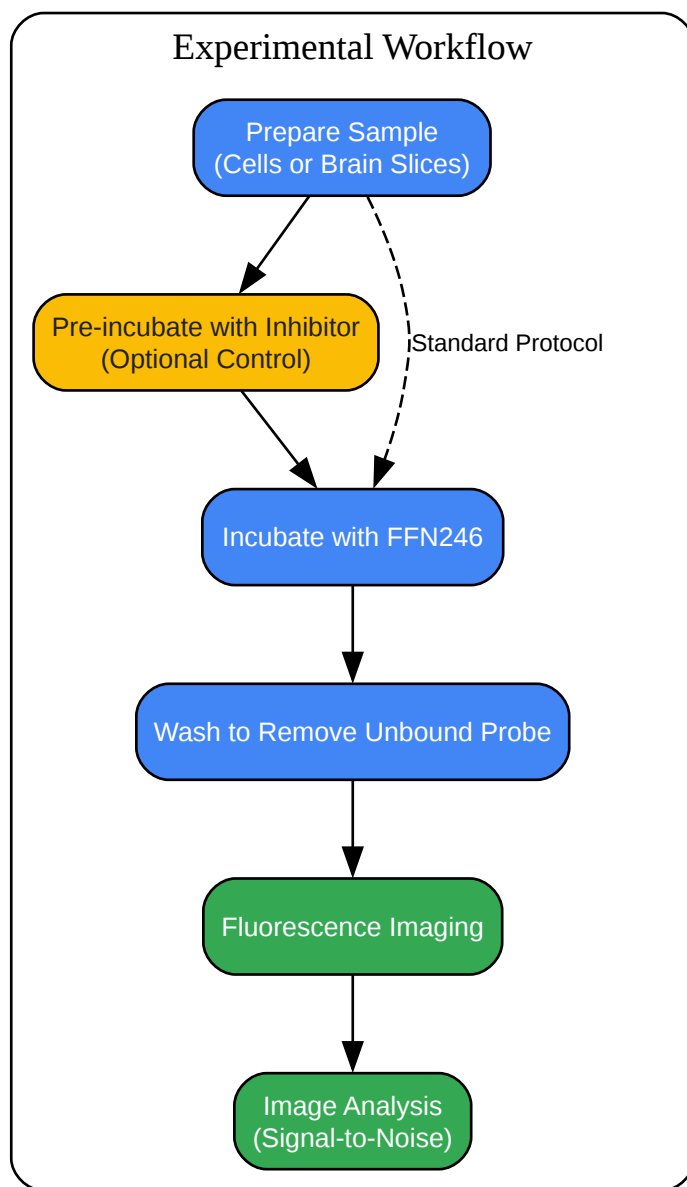 Experimental Workflow
Prepare Sample
(Cells or Brain Slices)
Pre-incubate with Inhibitor
(Optional Control)
Standard Protocol
Incubate with FFN246
Wash to Remove Unbound Probe
Fluorescence Imaging
Image Analysis
(Signal-to-Noise)